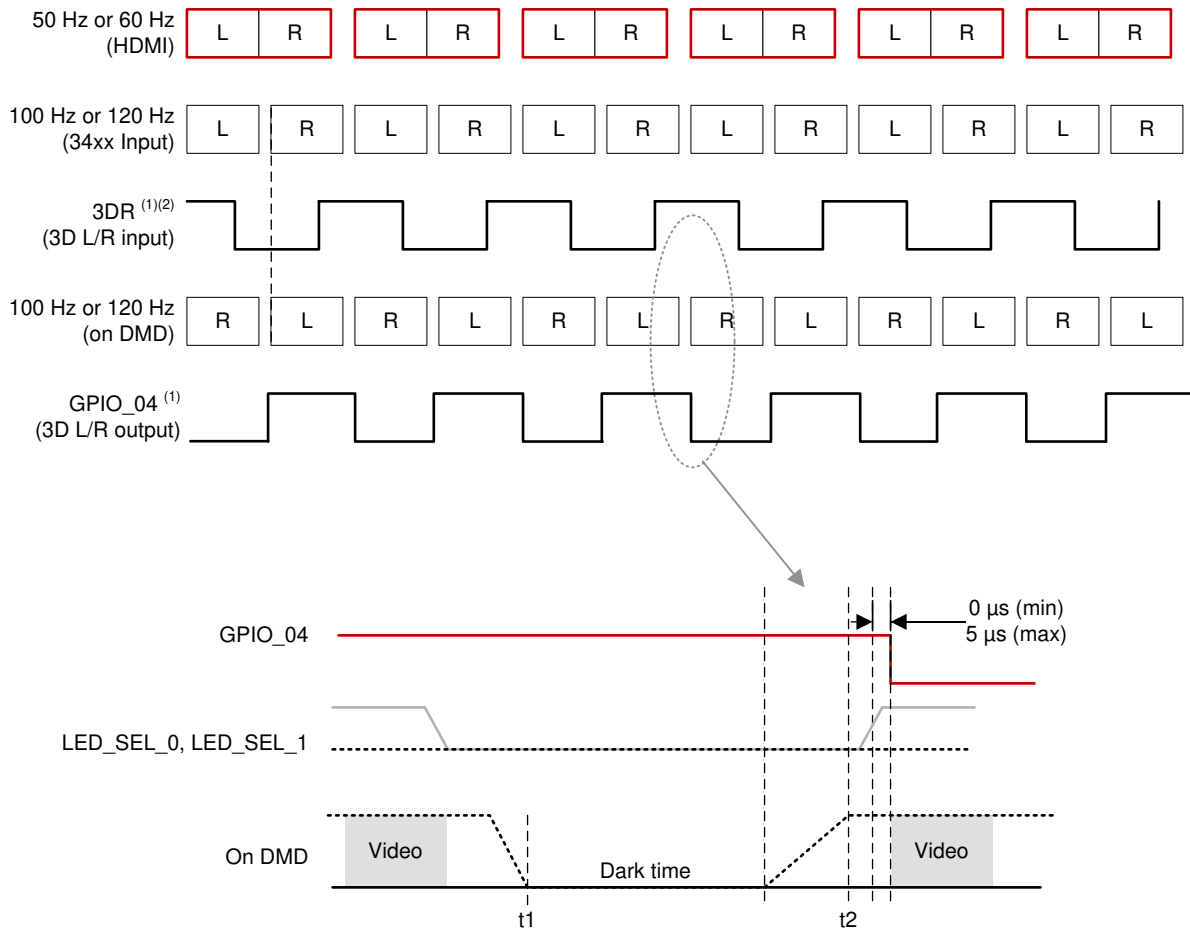 50 Hz or 60 Hz
(HDMI)
L R L R L R L R L R L R
100 Hz or 120 Hz
(34xx Input)
L R L R L R L R L R L R
3DR (1)(2)
(3D L/R input)
100 Hz or 120 Hz
(on DMD)
R L R L R L R L R L R L
GPIO_04 (1)
(3D L/R output)
0 µs (min)
5 µs (max)
GPIO_04
LED_SEL_0, LED_SEL_1
On DMD
Video
Dark time
Video
t1
t2